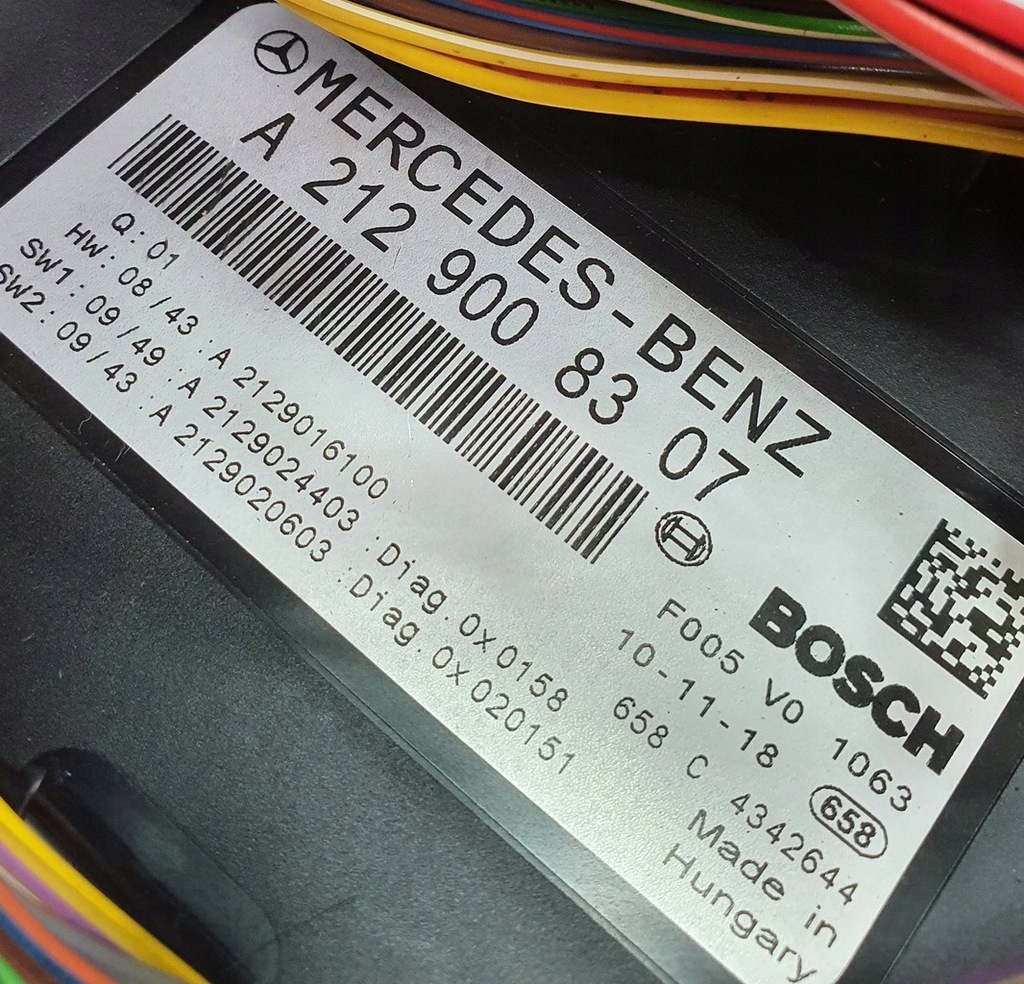 MERCEDES-BENZ
A 212 900 83 07
Q: 01
HW: 08/43 :A 2129016100
SW1: 09/49 :A 2129024403 :Diag.0x0158
SW2: 09/43 :A 2129020603 :Diag.0x020151
BOSCH
F005 V0 1063
10-11-18 658
658 C 4342644
Made in
Hungary